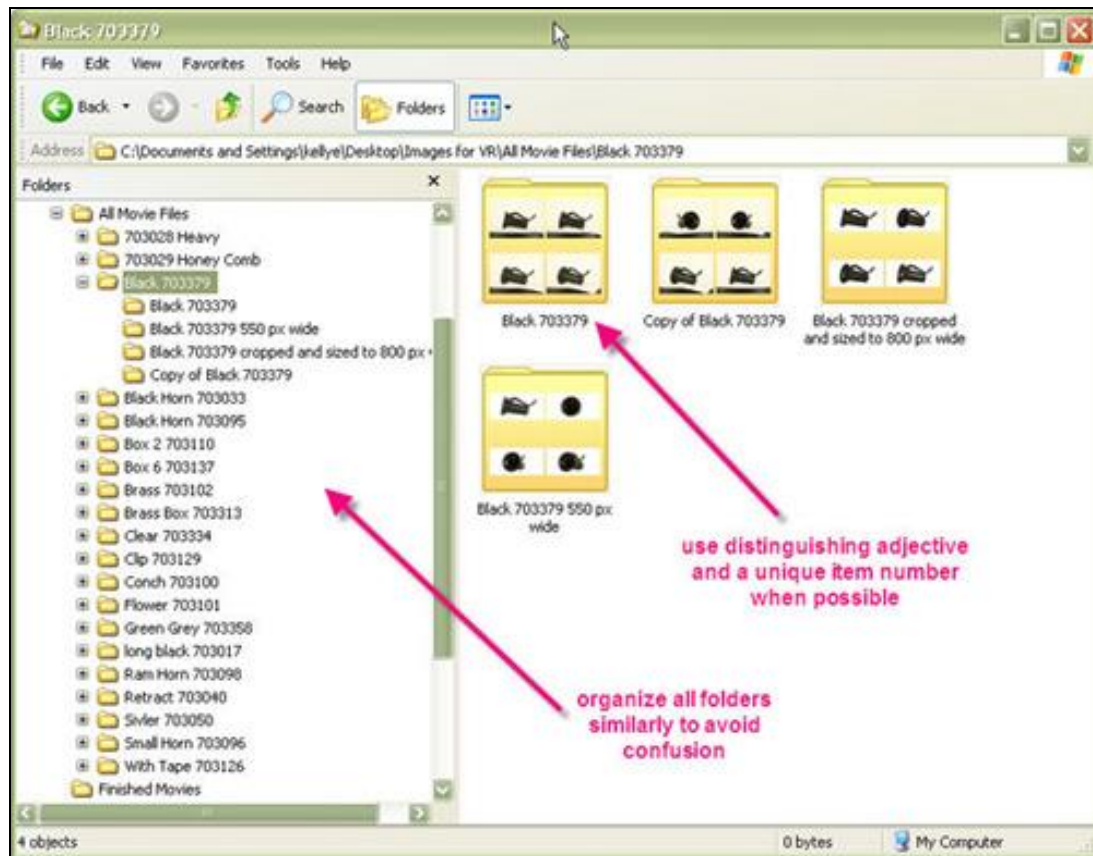 Black 703379
File Edit View Favorites Tools Help
Back Search Folders
Address C:\Documents and Settings\kellye\Desktop\Images for VR\All Movie Files\Black 703379
Folders
All Movie Files
703028 Heavy
703029 Honey Comb
Black 703379
Black 703379
Black 703379 550 px wide
Black 703379 cropped and sized to 800 px
Copy of Black 703379
Black Horn 703033
Black Horn 703095
Box 2 703110
Box 6 703137
Brass 703102
Brass Box 703313
Clear 703334
Clip 703129
Conch 703100
Flower 703101
Green Grey 703358
long black 703017
Ram Horn 703098
Retract 703040
Sivler 703050
Small Horn 703096
With Tape 703126
Finished Movies
Black 703379
Copy of Black 703379
Black 703379 cropped
and sized to 800 px wide
Black 703379 550 px
wide
use distinguishing adjective
and a unique item number
when possible
organize all folders
similarly to avoid
confusion
4 objects
0 bytes
My Computer